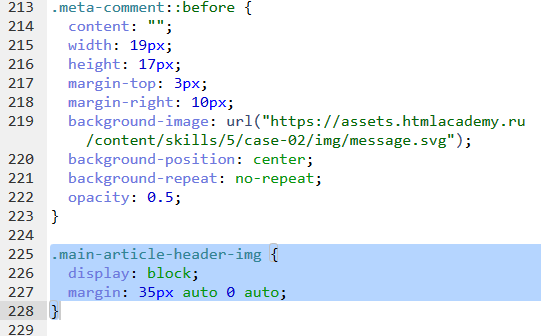 213 .meta-comment::before {
214   content: "";
215   width: 19px;
216   height: 17px;
217   margin-top: 3px;
218   margin-right: 10px;
219   background-image: url("https://assets.htmlacademy.ru
/content/skills/5/case-02/img/message.svg");
220   background-position: center;
221   background-repeat: no-repeat;
222   opacity: 0.5;
223 }
224
225 .main-article-header-img {
226   display: block;
227   margin: 35px auto 0 auto;
228 }
229